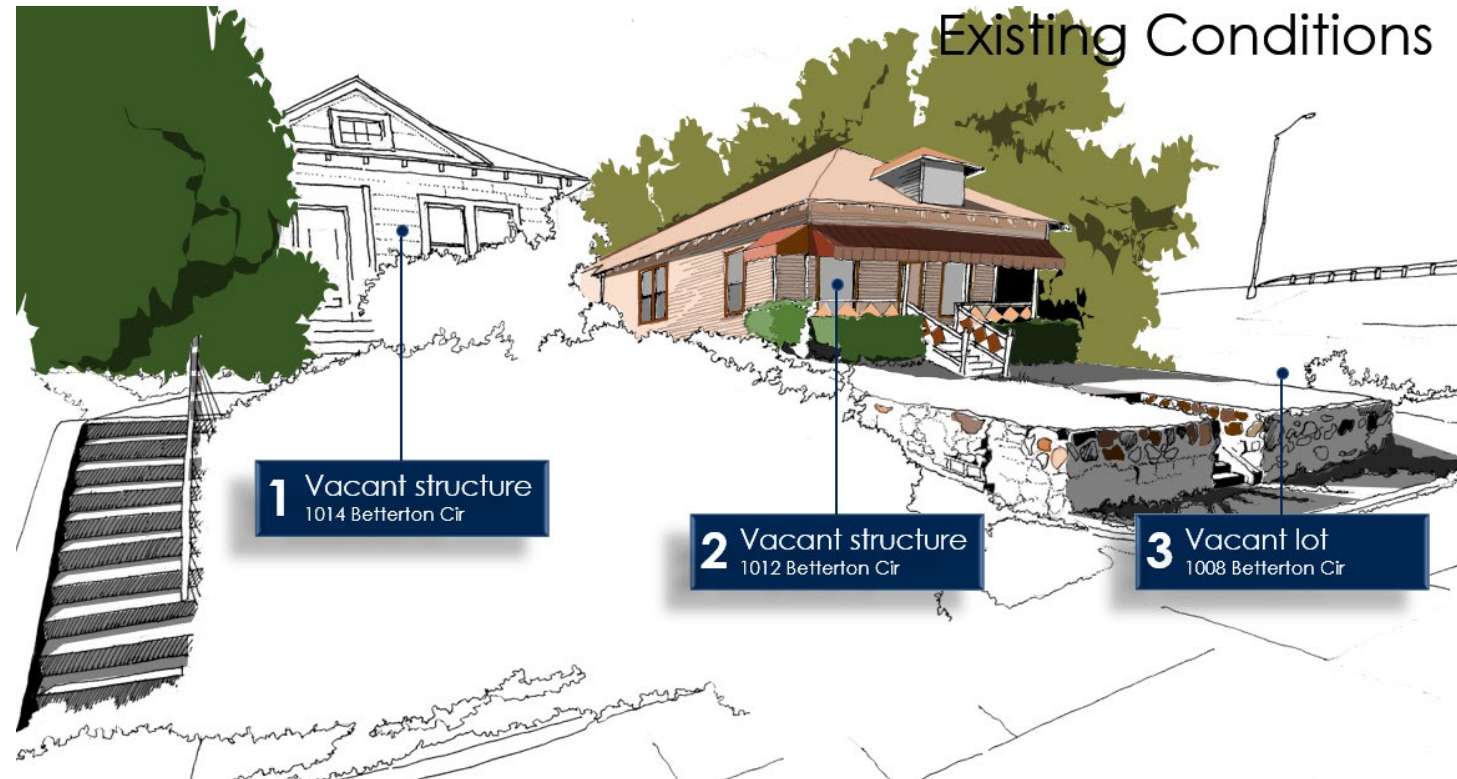 Existing Conditions
1 Vacant structure
1014 Betterton Cir
2 Vacant structure
1012 Betterton Cir
3 Vacant lot
1008 Betterton Cir